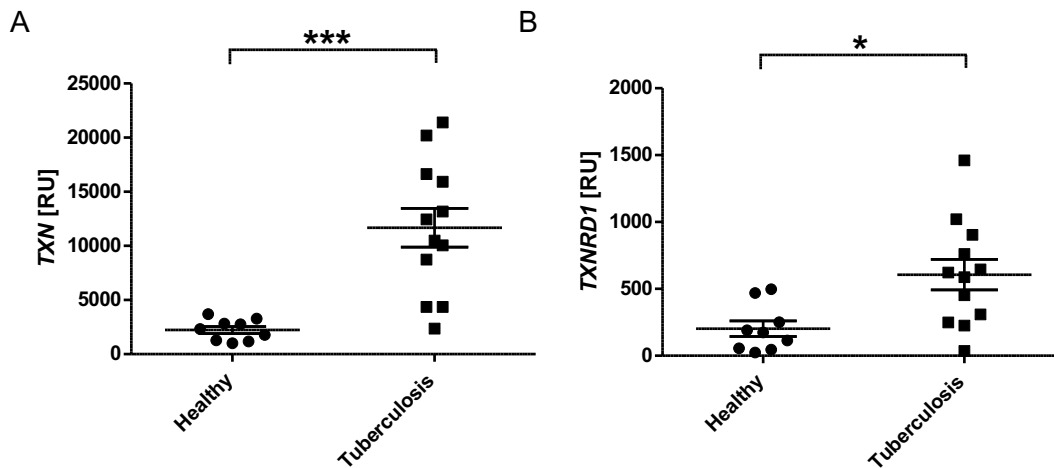 A
***
TXN [RU]
25000
20000
15000
10000
5000
0
Healthy
Tuberculosis
B
*
TXNRD1 [RU]
2000
1500
1000
500
0
Healthy
Tuberculosis